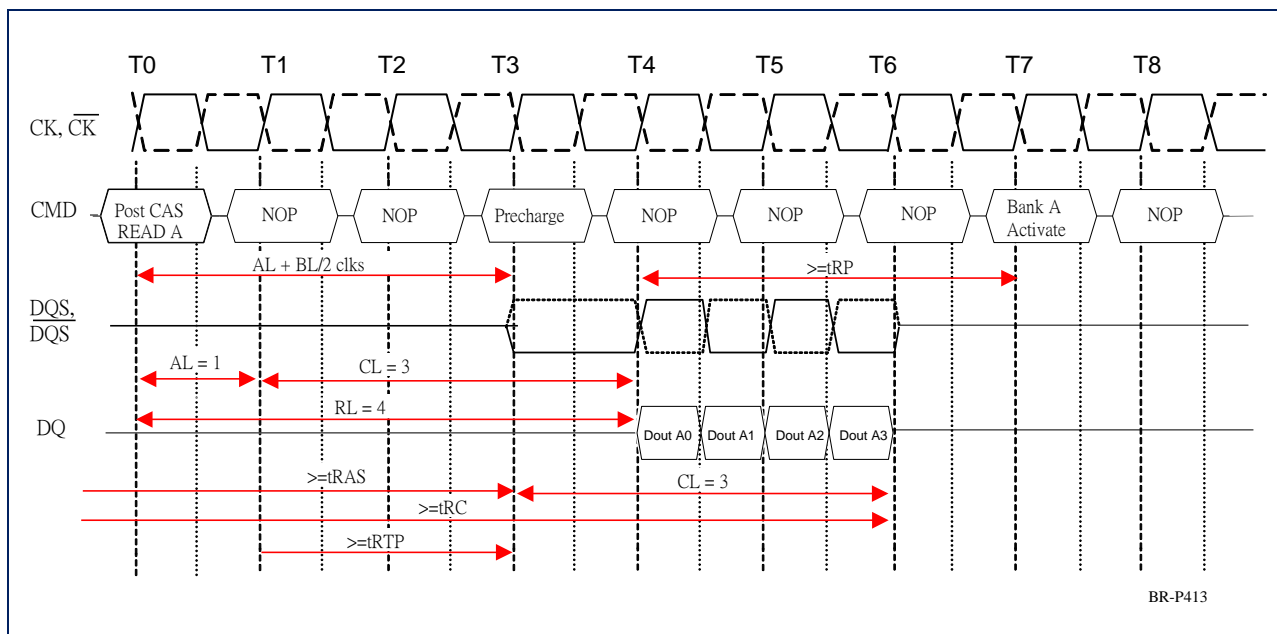 T0 T1 T2 T3 T4 T5 T6 T7 T8
CK, CK
CMD
Post CAS
READ A
NOP
NOP
Precharge
NOP
NOP
NOP
Bank A
Activate
NOP
AL + BL/2 clks
>=tRP
DQS,
DQS
AL = 1
CL = 3
RL = 4
DQ
Dout A0
Dout A1
Dout A2
Dout A3
>=tRAS
CL = 3
>=tRC
>=tRTP
BR-P413